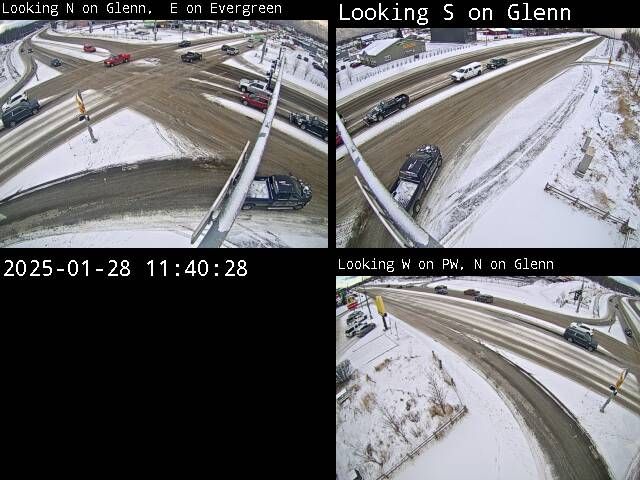 Looking N on Glenn,  E on Evergreen
Looking S on Glenn
2025-01-28 11:40:28
Looking W on PW, N on Glenn